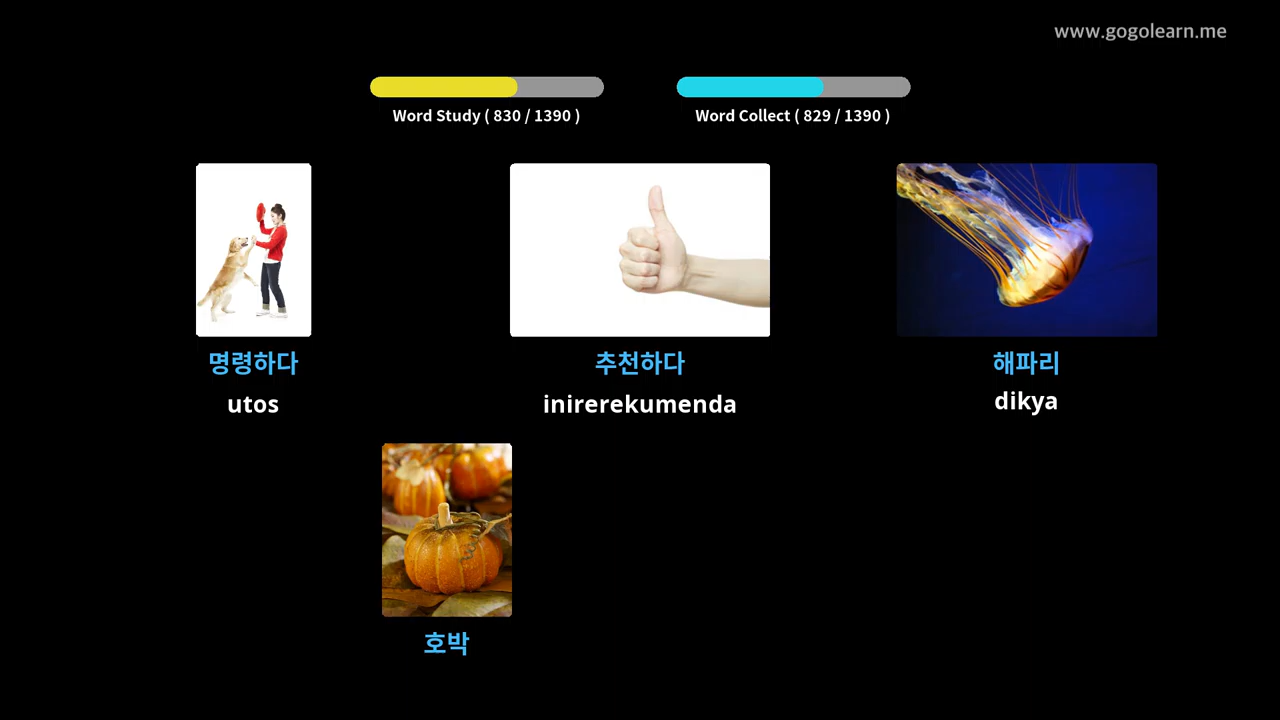 www.gogolearn.me
Word Study ( 830 / 1390 )
Word Collect ( 829 / 1390 )
명령하다
utos
추천하다
inirerekumenda
해파리
dikya
호박